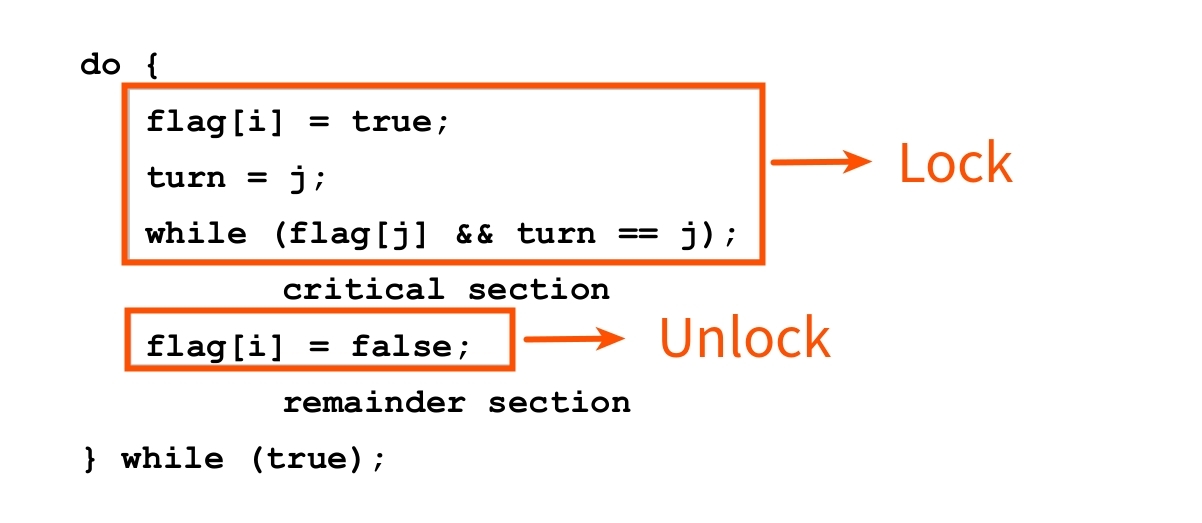 do {
flag[i] = true;
turn = j;
while (flag[j] && turn == j);
Lock
critical section
flag[i] = false;
Unlock
remainder section
} while (true);